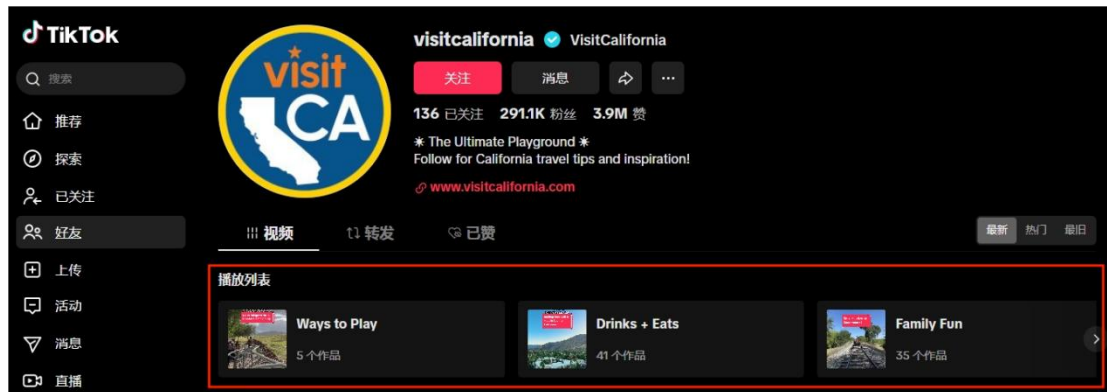 TikTok
搜索
推荐
探索
已关注
好友
上传
活动
消息
直播
visit
CA
visitcalifornia VisitCalifornia
关注 消息
136 已关注 291.1K 粉丝 3.9M 赞
☀ The Ultimate Playground ☀
Follow for California travel tips and inspiration!
www.visitcalifornia.com
视频 转发 已赞
最新 热门 最旧
播放列表
Ways to Play
5 个作品
Drinks + Eats
41 个作品
Family Fun
35 个作品